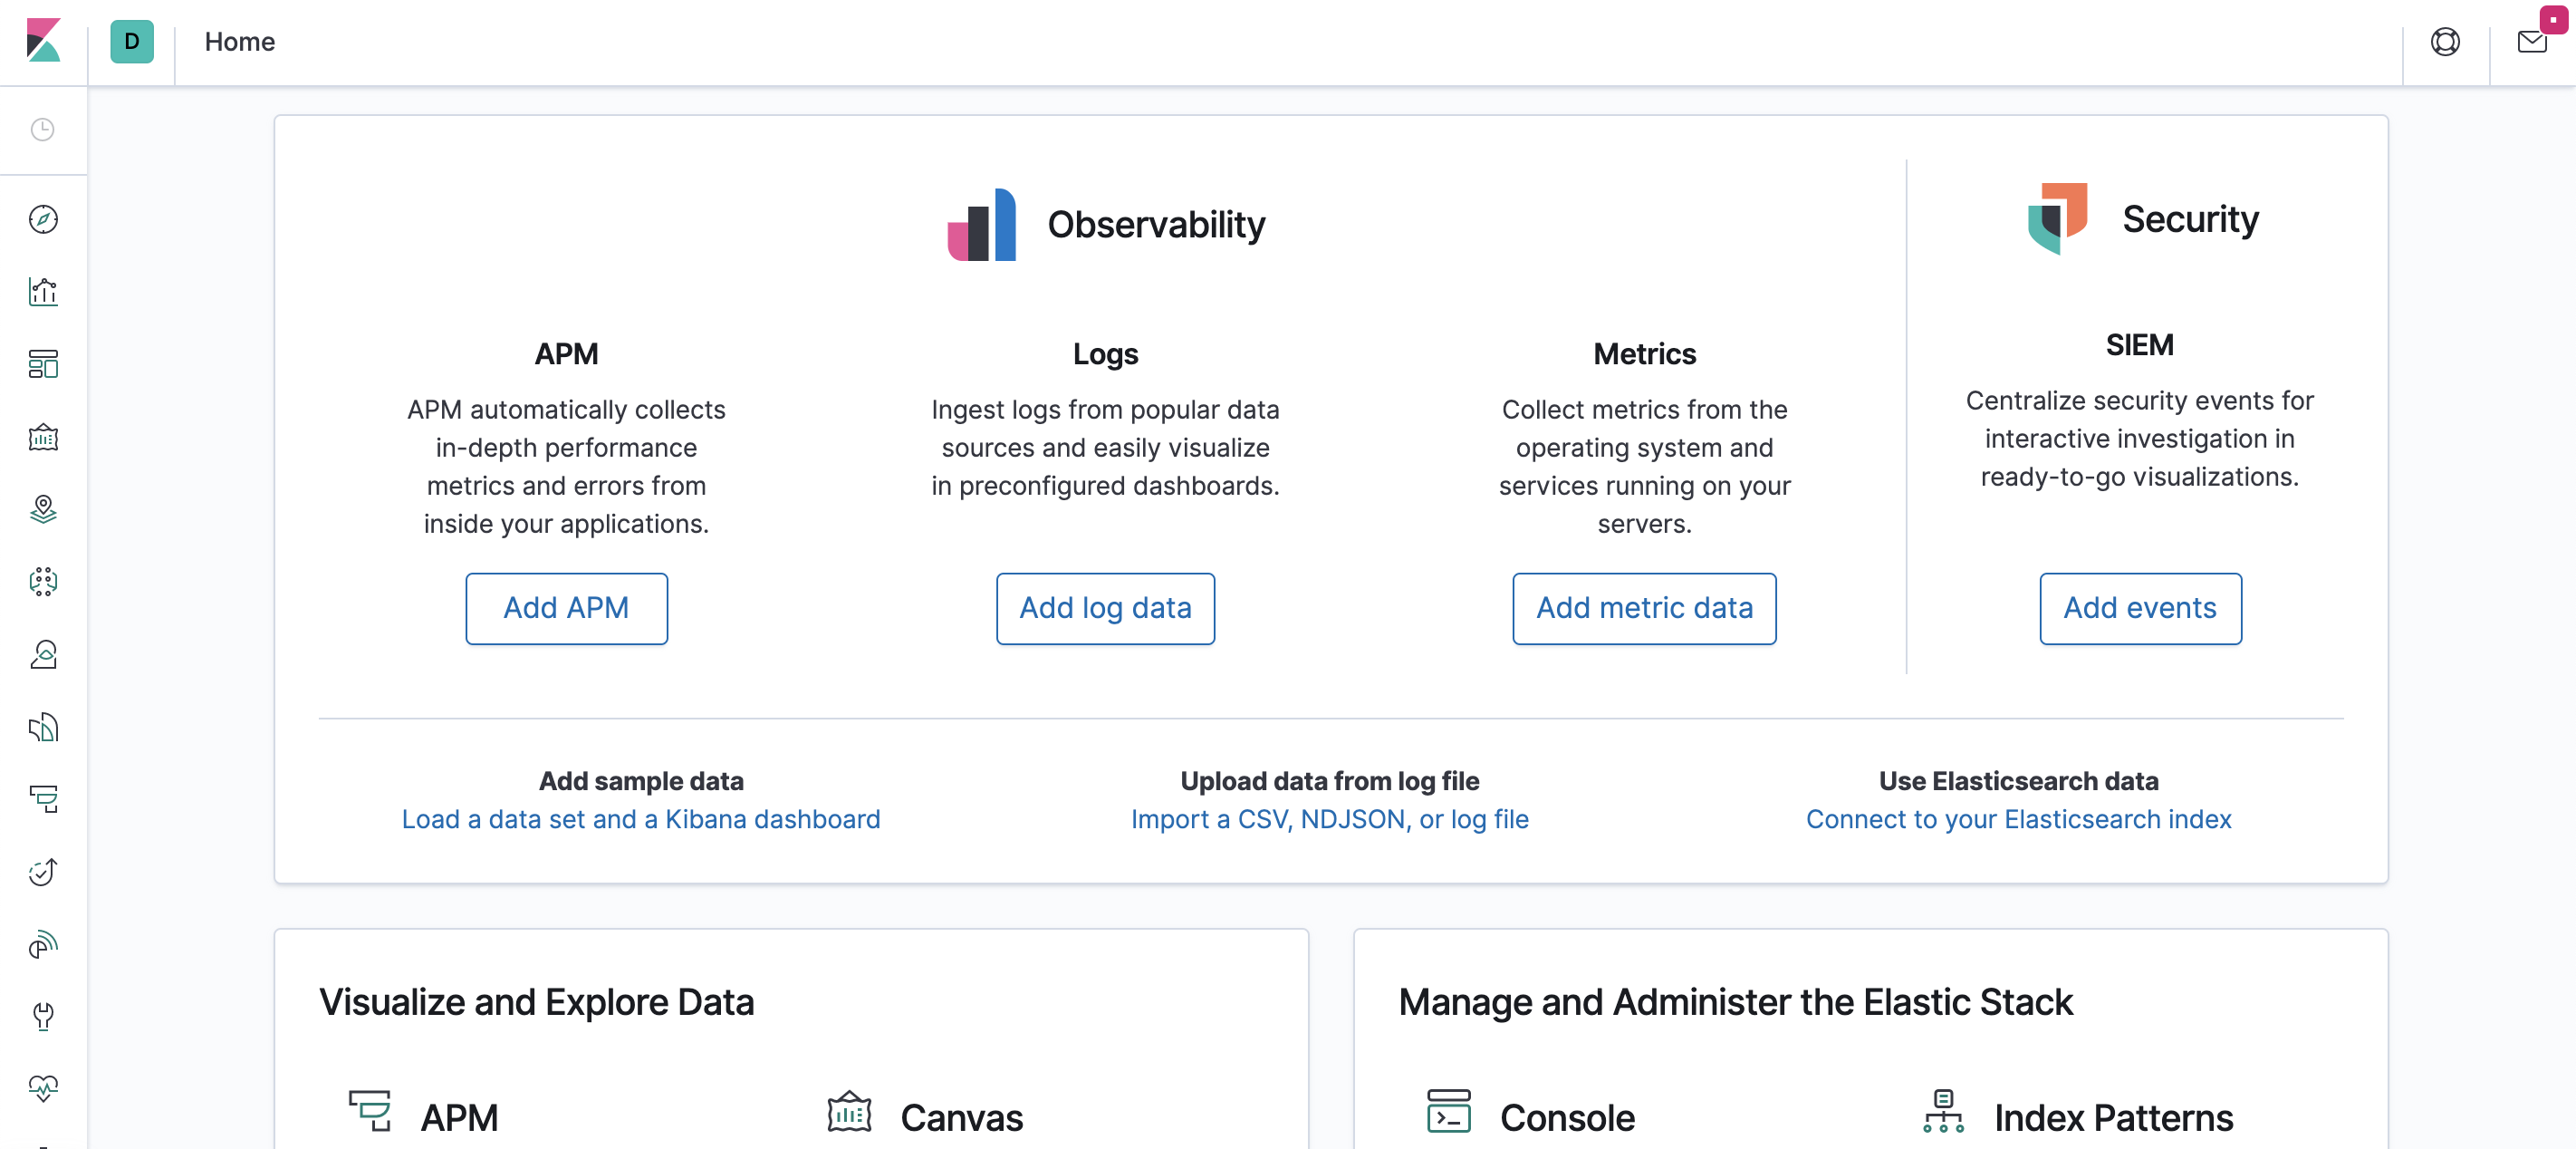 D
Home
Observability
Security
APM
APM automatically collects
in-depth performance
metrics and errors from
inside your applications.
Add APM
Logs
Ingest logs from popular data
sources and easily visualize
in preconfigured dashboards.
Add log data
Metrics
Collect metrics from the
operating system and
services running on your
servers.
Add metric data
SIEM
Centralize security events for
interactive investigation in
ready-to-go visualizations.
Add events
Add sample data
Load a data set and a Kibana dashboard
Upload data from log file
Import a CSV, NDJSON, or log file
Use Elasticsearch data
Connect to your Elasticsearch index
Visualize and Explore Data
APM
Canvas
Manage and Administer the Elastic Stack
Console
Index Patterns